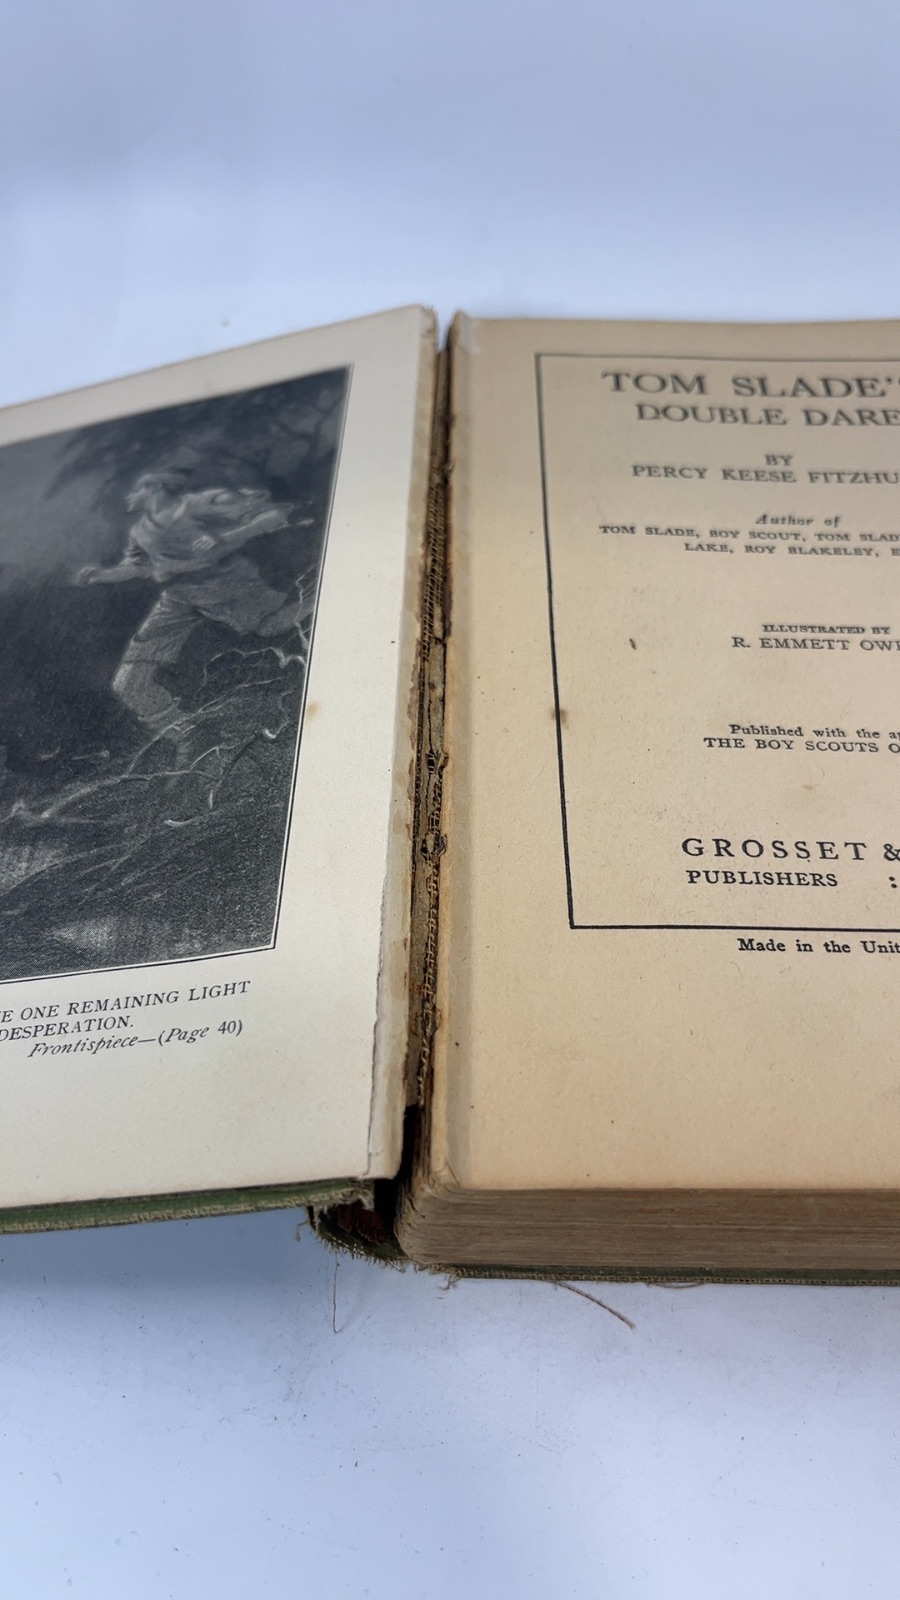 E ONE REMAINING LIGHT
DESPERATION.
Frontispiece—(Page 40)
TOM SLADE'S
DOUBLE DARE
BY
PERCY KEESE FITZHU
Author of
TOM SLADE, BOY SCOUT, TOM SLAD
LAKE, ROY BLAKELEY, E
ILLUSTRATED BY
R. EMMETT OWE
Published with the ap
THE BOY SCOUTS O
GROSSET &
PUBLISHERS :
Made in the Unit